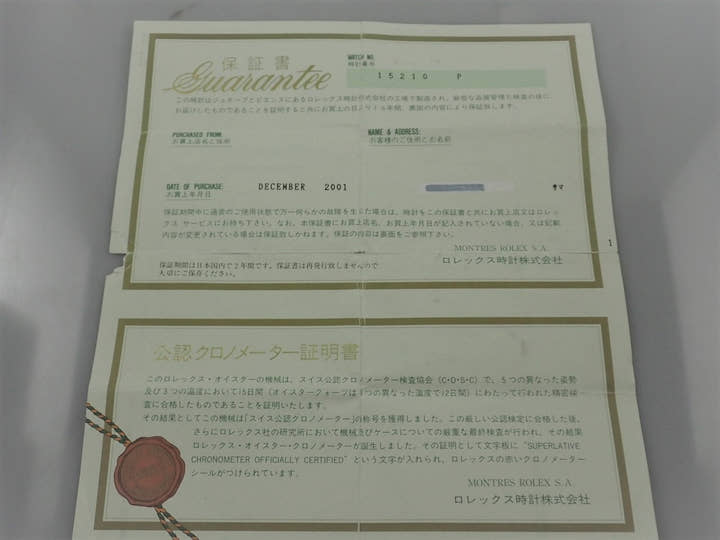 保証書
Guarantee
WATCH NO.
時計番号
15210 P
この時計はジュネーブとビエンヌにあるロレックス時計株式会社の工場で製造され、厳密な品質管理と検査の後に
お届けしたものであることを証明すると共にお買上の日より2年間、裏面の内容により保証致します。
PURCHASED FROM:
お買上店名と住所
NAME & ADDRESS:
お客様のご住所とお名前
DATE OF PURCHASE:
お買上年月日
DECEMBER 2001
サマ
保証期間中に通常のご使用状態で万一何らかの故障を生じた場合は、時計をこの保証書と共にお買上店又はロレッ
クス サービスにお持ち下さい。なお、本保証書にお買上店名、お買上年月日が記入されていない場合、又は記載
内容が変更されている場合は保証致しかねます。保証の内容は裏面をご参照下さい。
MONTRES ROLEX S.A.
ロレックス時計株式会社
保証期間は日本国内で2年間です。保証書は再発行致しませんので
大切にご保存ください。
1
公認クロノメーター証明書
このロレックス・オイスターの機械は、スイス公認クロノメーター検査協会(C・O・S・C)で、5つの異なった姿勢
及び3つの温度において15日間(オイスタークォーツは3つの異なった温度で12日間)にわたって行われた精密検
査に合格したものであることを証明いたします。
その結果としてこの機械は「スイス公認クロノメーター」の称号を獲得しました。この厳しい公認検定に合格した後、
さらにロレックス社の研究所において機械及びケースについての厳重な最終検査が行われ、その結果
ロレックス・オイスター・クロノメーターが誕生しました。その証明として文字板に"SUPERLATIVE
CHRONOMETER OFFICIALLY CERTIFIED"という文字が入れられ、ロレックスの赤いクロノメーター
シールがつけられています。
MONTRES ROLEX S.A.
ロレックス時計株式会社